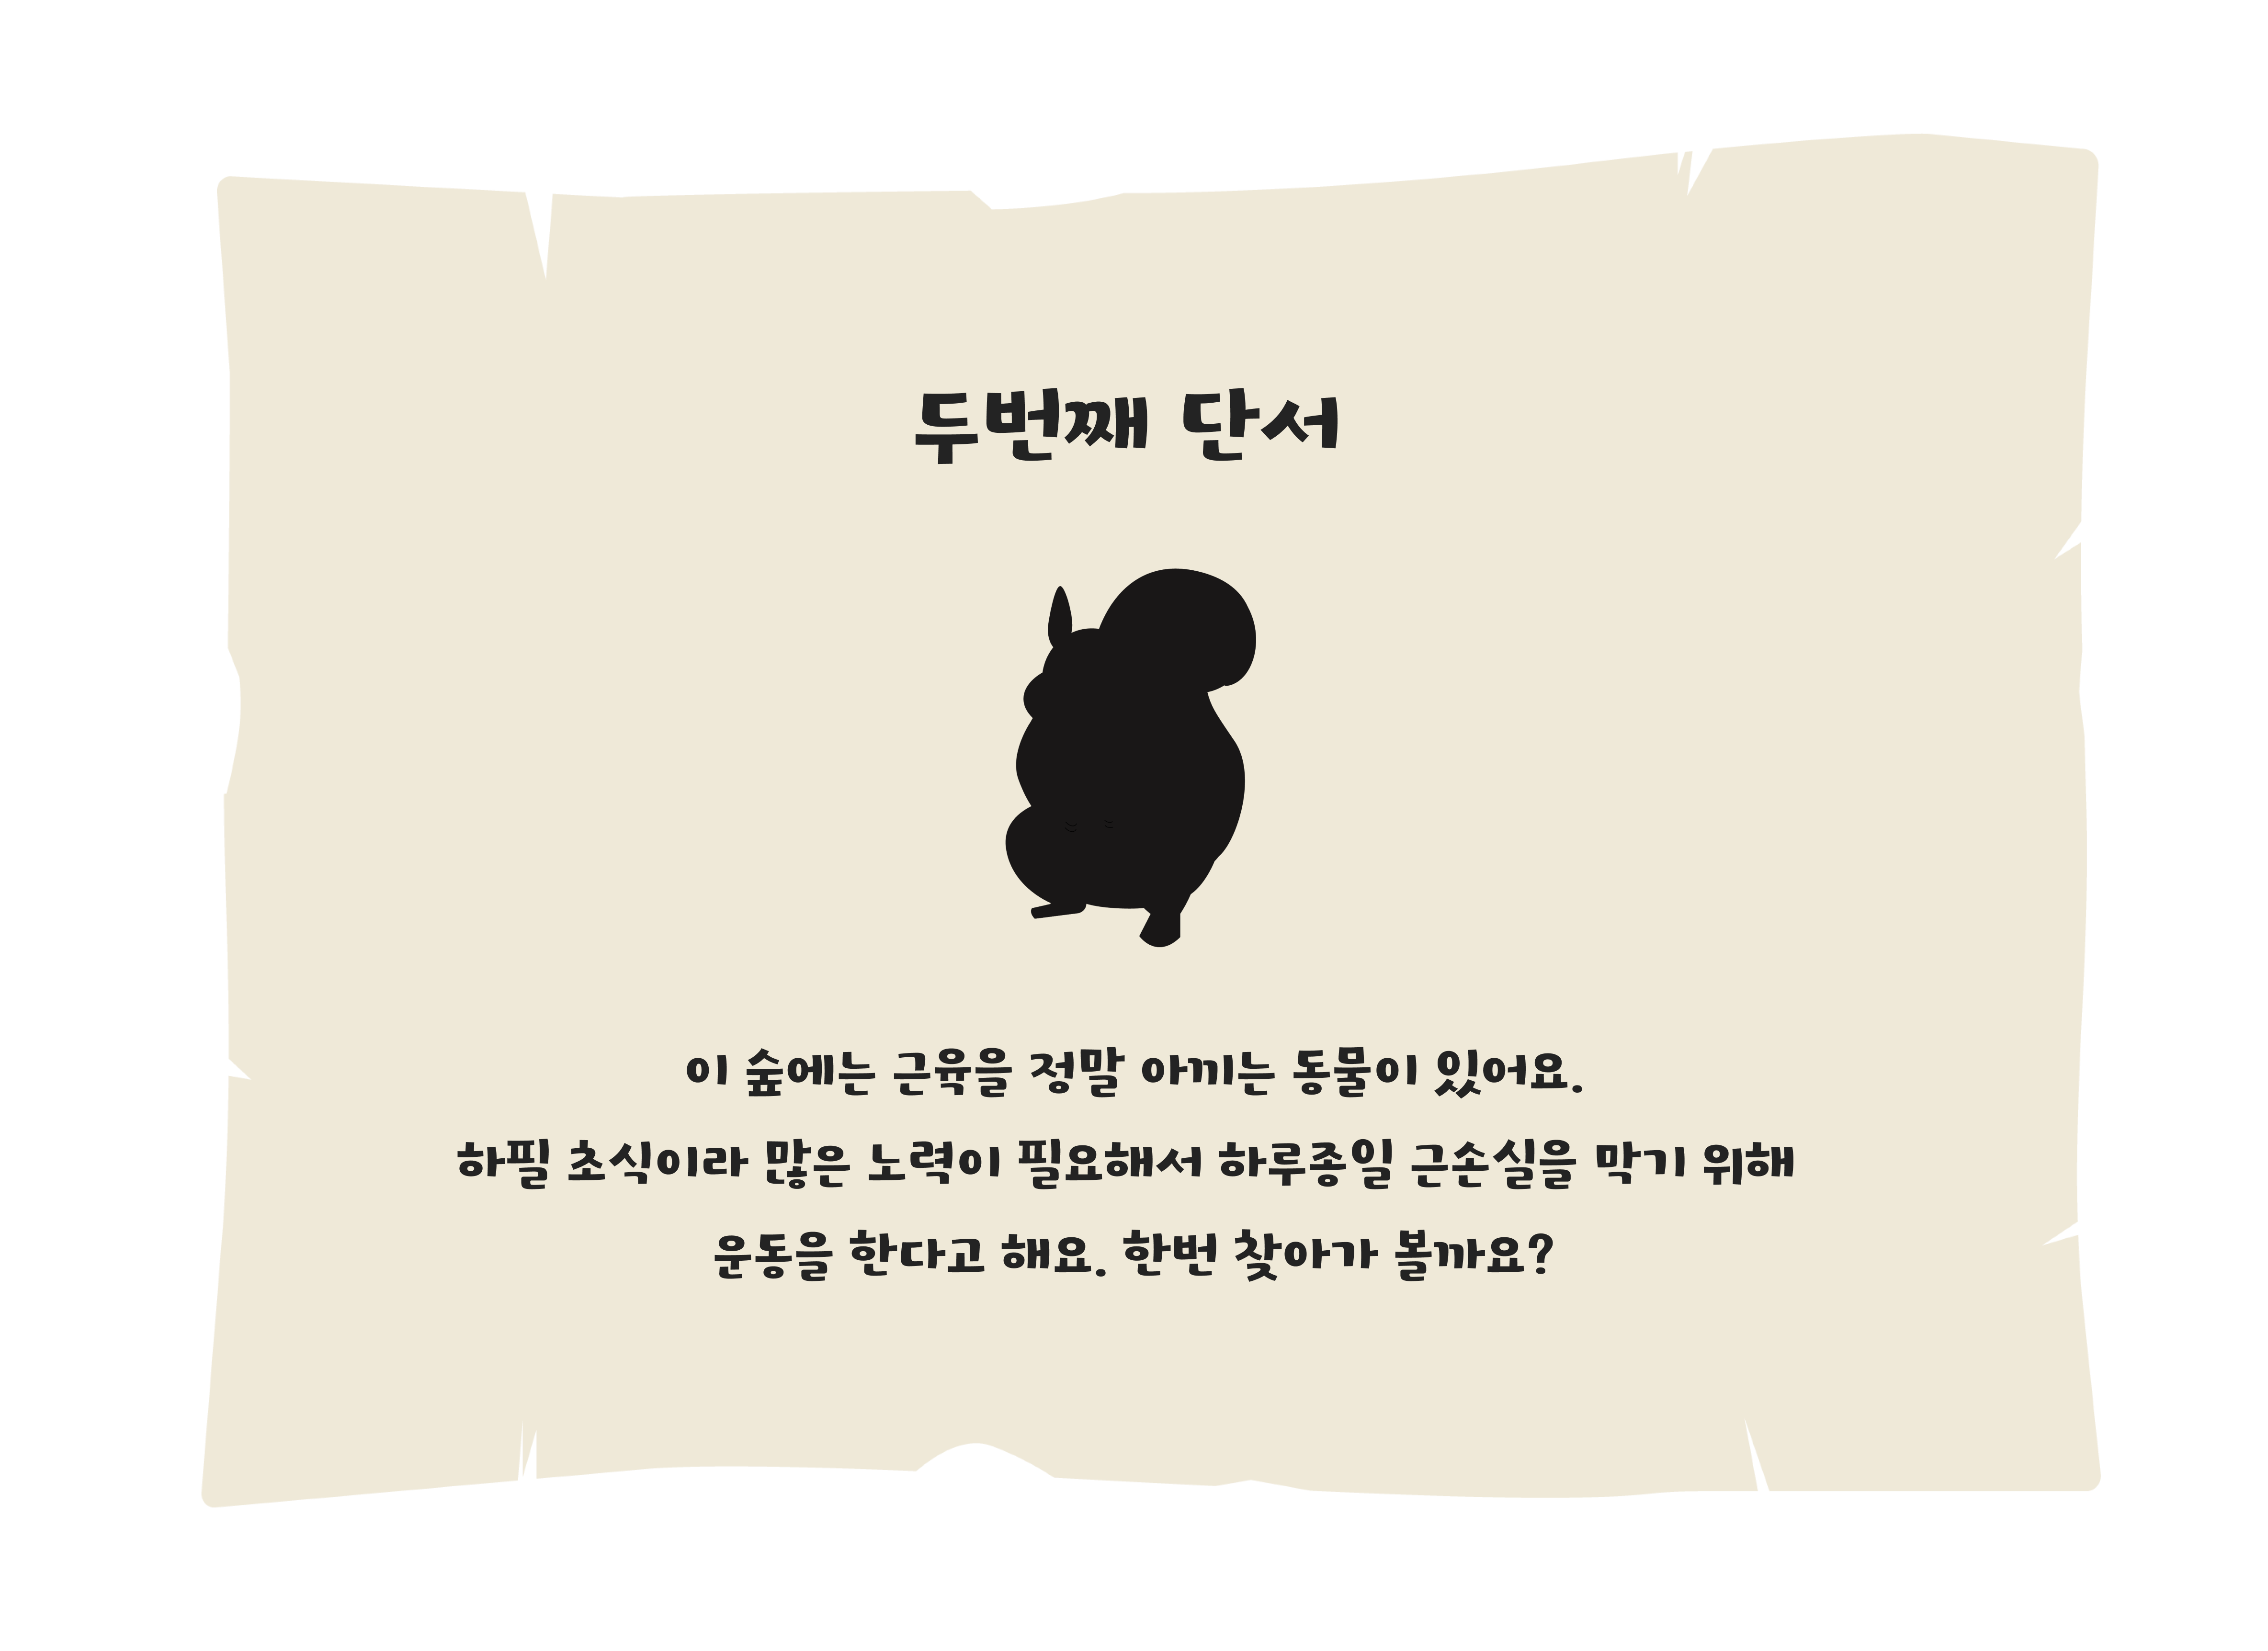 두번째 단서
이 숲에는 근육을 정말 아끼는 동물이 있어요.
하필 초식이라 많은 노력이 필요해서 하루종일 근손실을 막기 위해
운동을 한다고 해요. 한번 찾아가 볼까요?